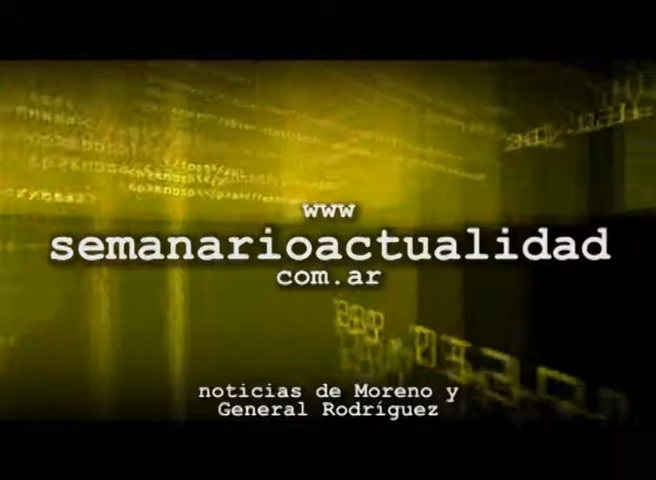 www
semanarioactualidad
com.ar
noticias de Moreno y
General Rodríguez